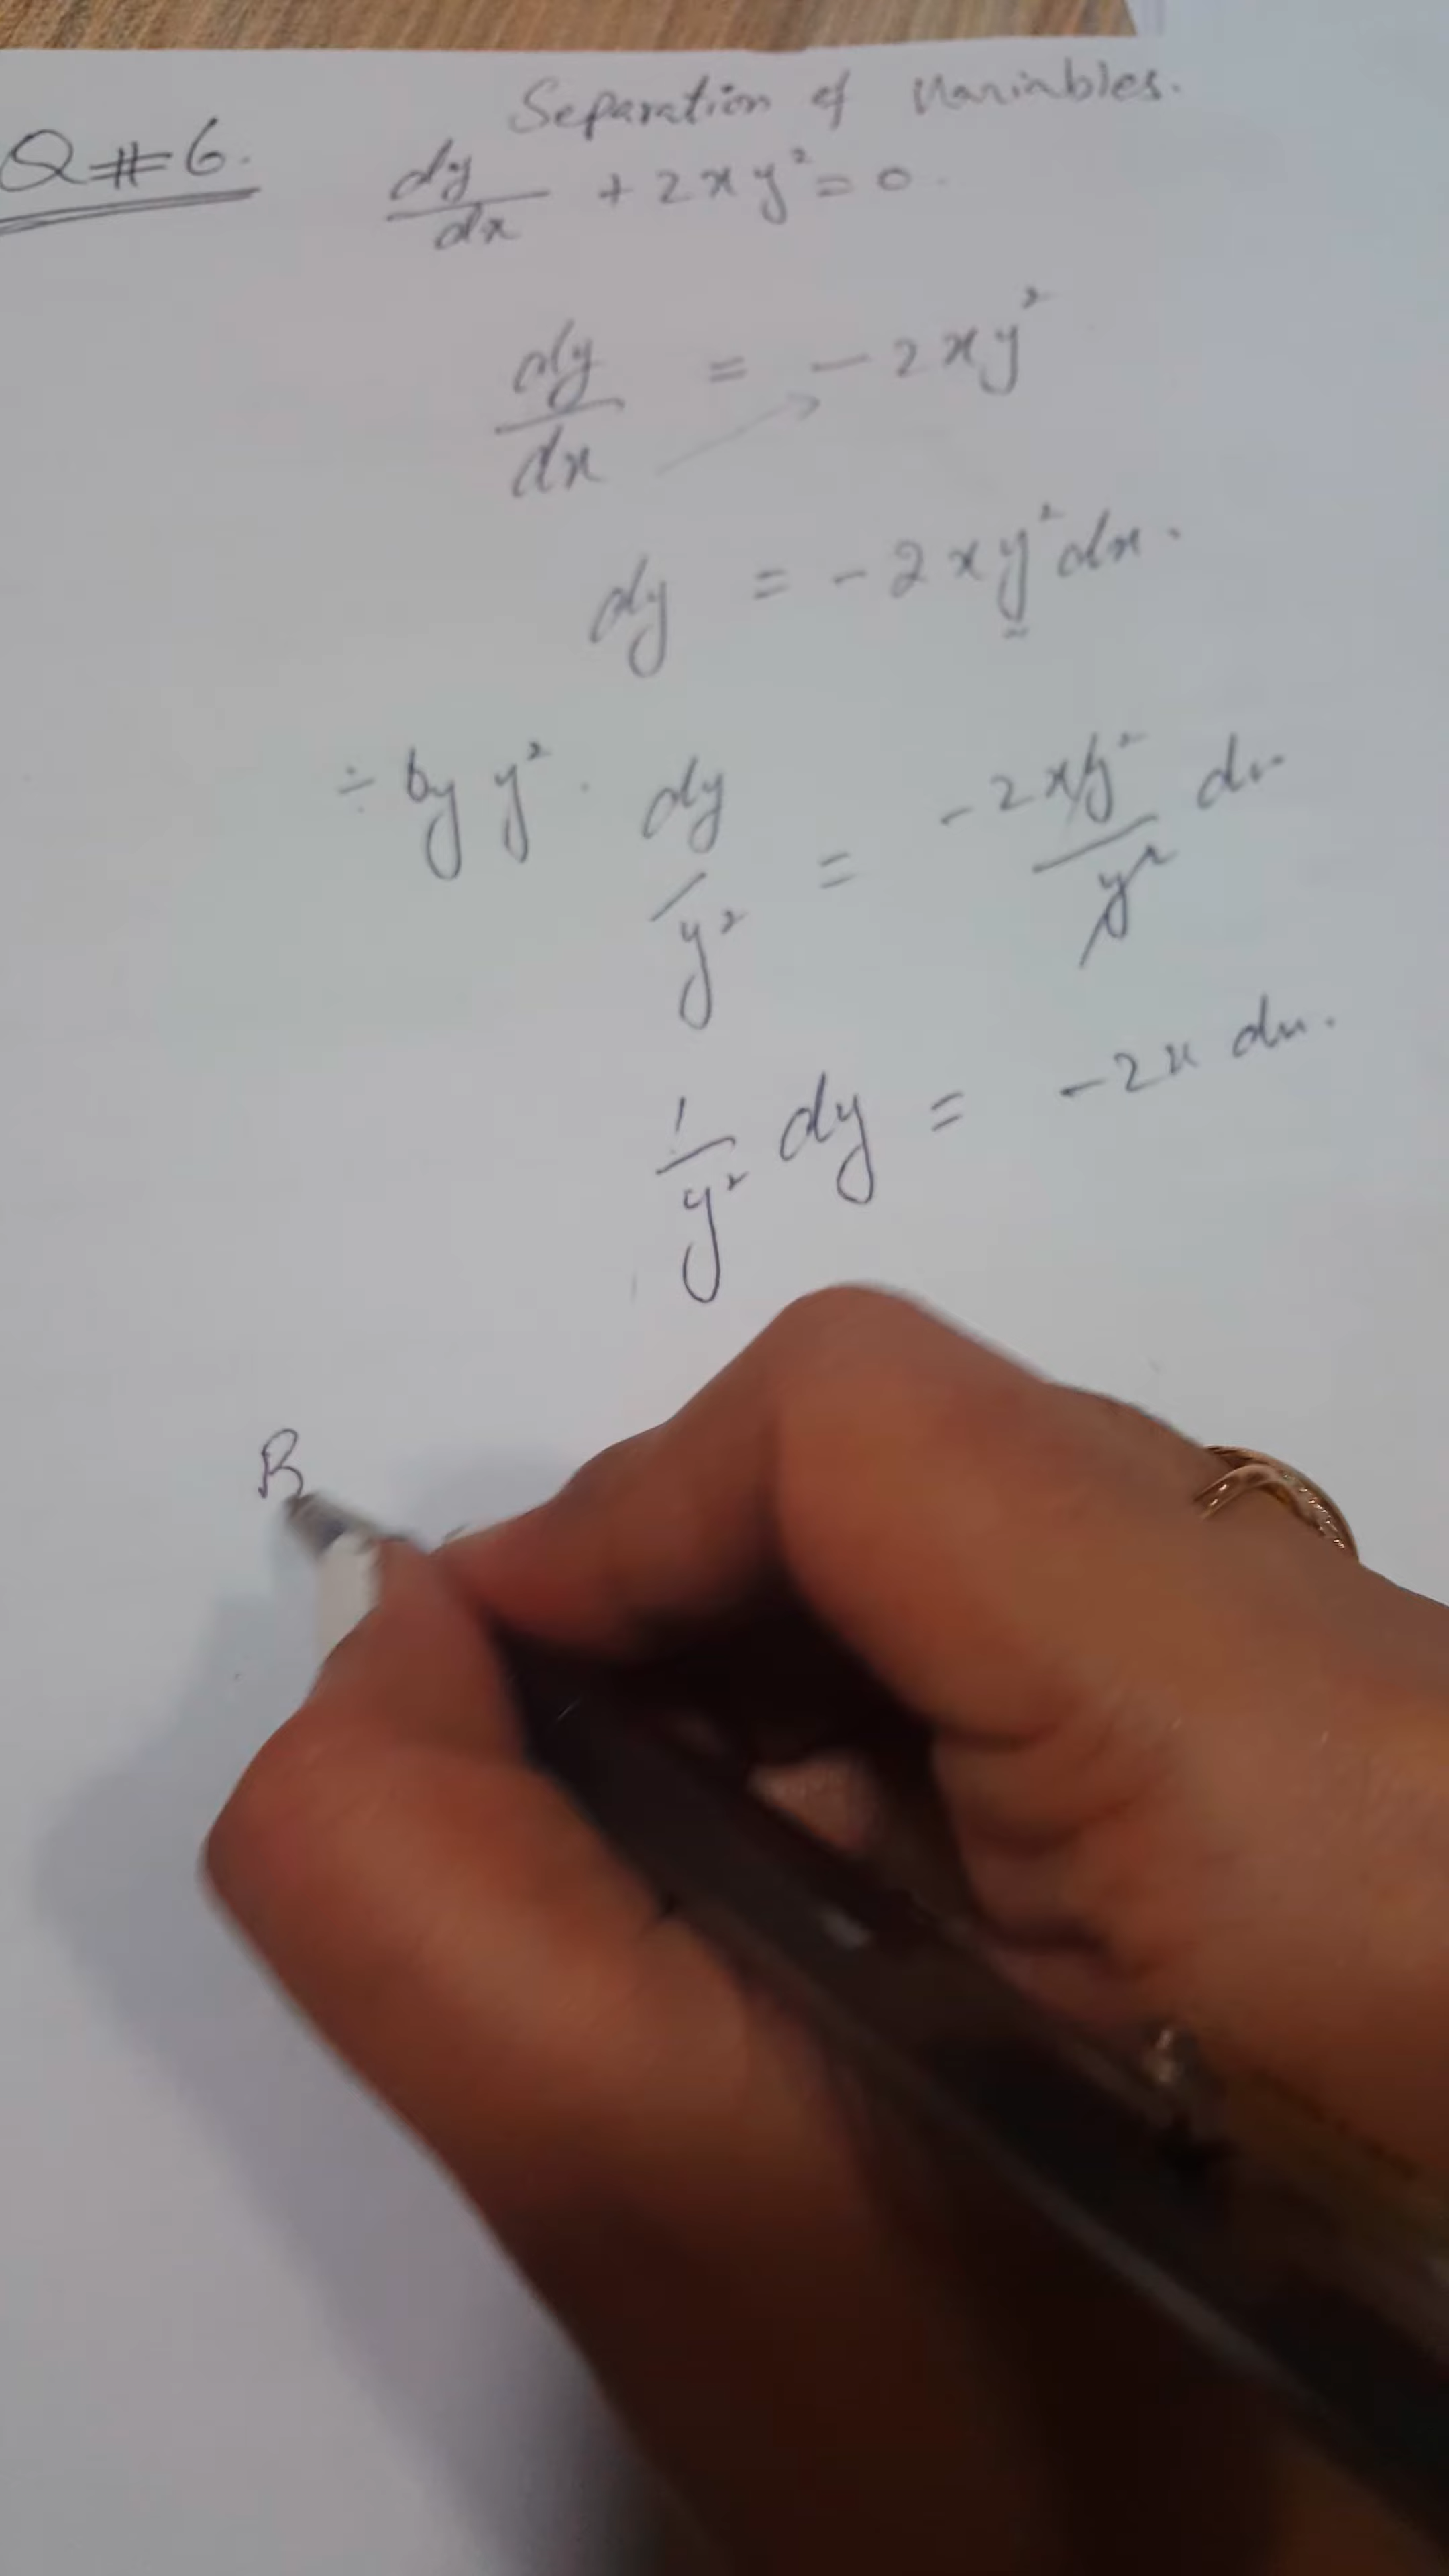 Separation of Variables.
Q#6. dy/dx + 2xy² = 0.
dy/dx = -2xy²
dy = -2xy² dx.
÷ by y². dy/y² = -2xy²/y² dx
1/y² dy = -2x dx.
B